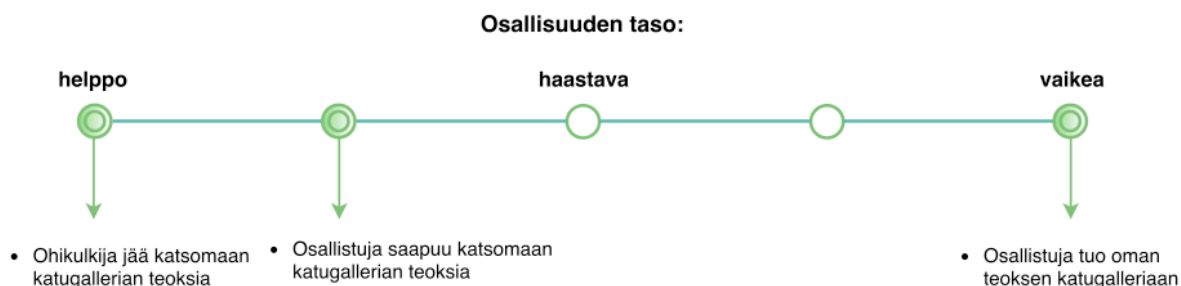 Osallisuuden taso:
helppo
haastava
vaikea
• Ohikulkija jää katsomaan
katugallerian teoksia
• Osallistuja saapuu katsomaan
katugallerian teoksia
• Osallistuja tuo oman
teoksen katugalleriaan